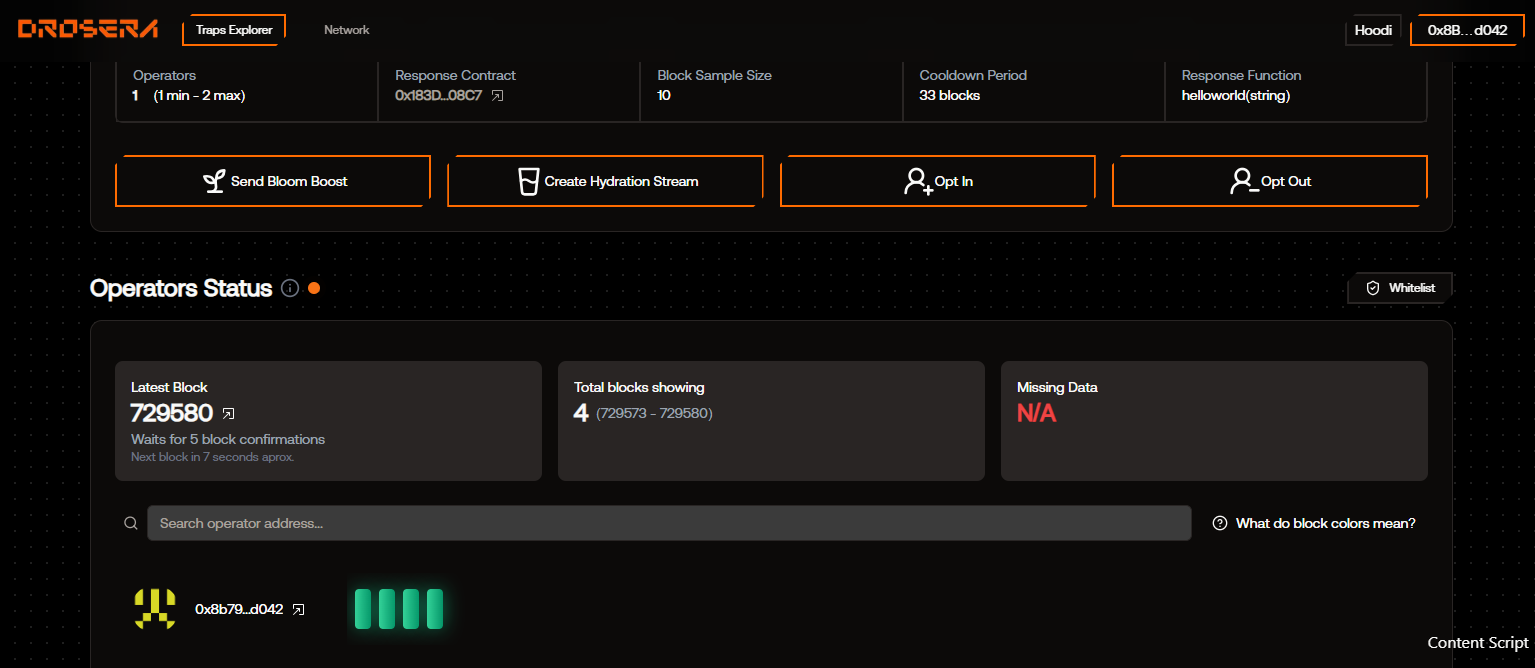 DROSERA
Traps Explorer
Network
Hoodi
0x8B...d042
Operators
1 (1 min - 2 max)
Response Contract
0x183D...08C7
Block Sample Size
10
Cooldown Period
33 blocks
Response Function
helloworld(string)
Send Bloom Boost
Create Hydration Stream
Opt In
Opt Out
Operators Status
Whitelist
Latest Block
729580
Waits for 5 block confirmations
Next block in 7 seconds aprox.
Total blocks showing
4 (729573 - 729580)
Missing Data
N/A
Search operator address...
What do block colors mean?
0x8b79...d042
Content Script